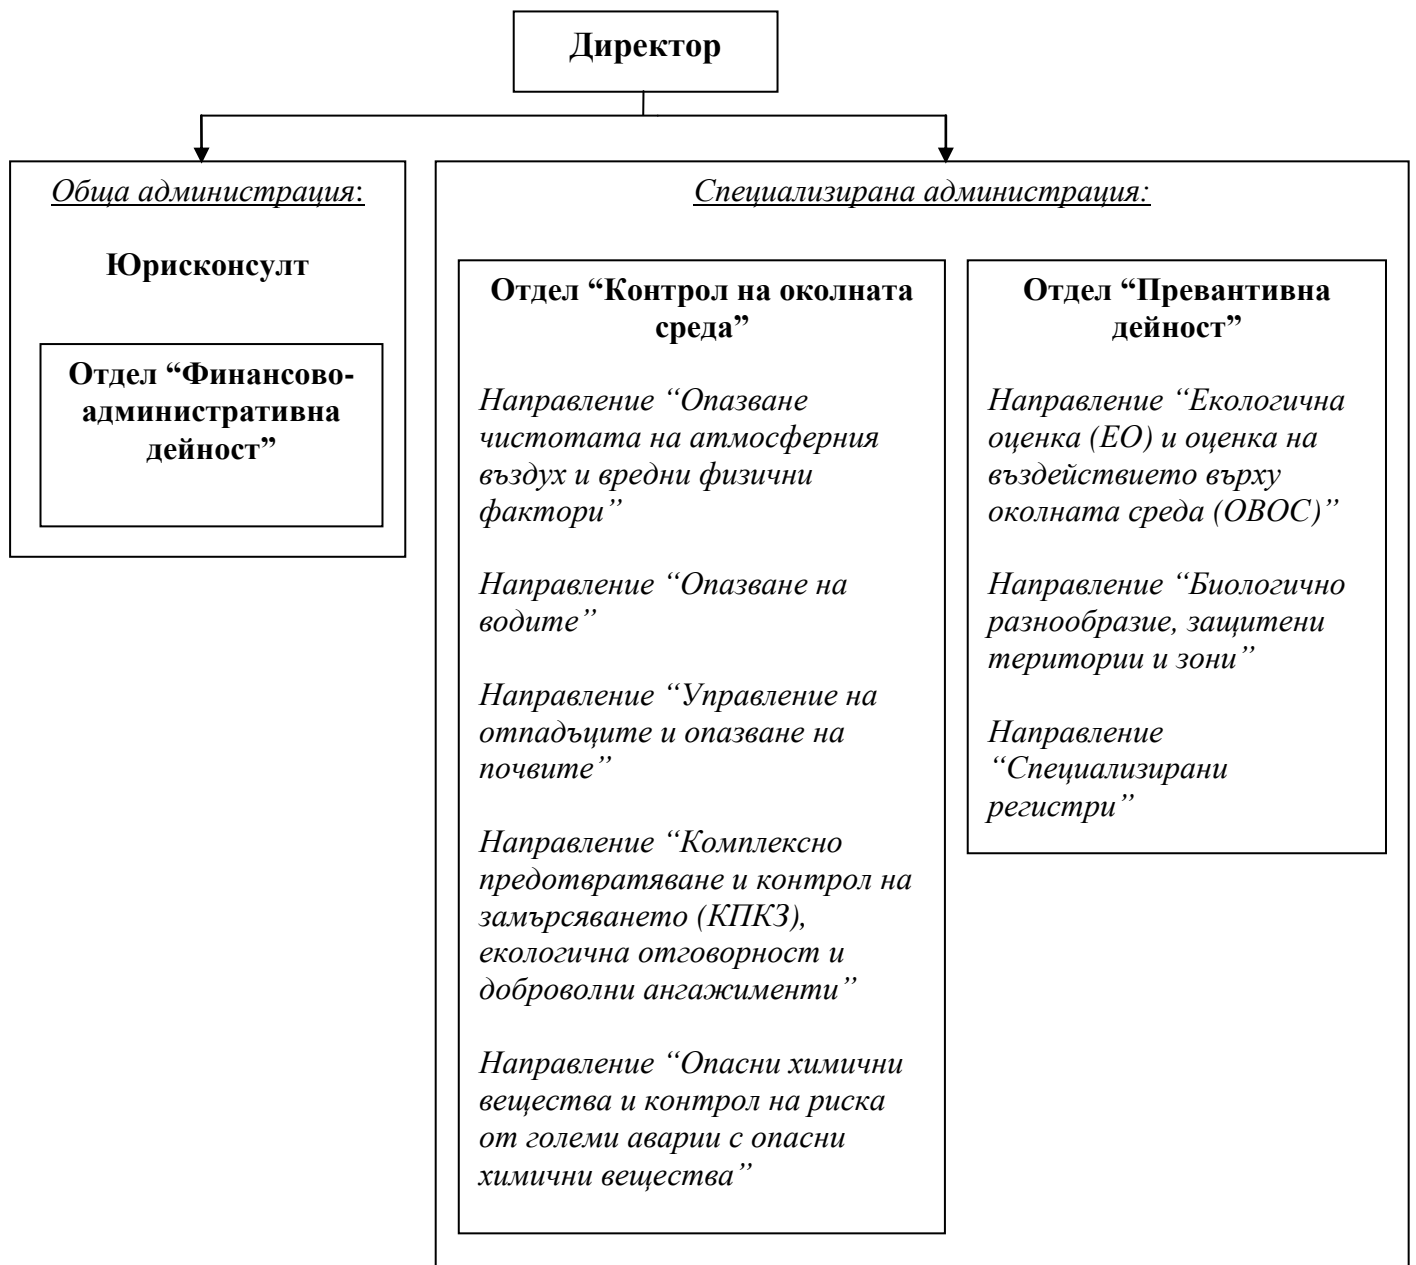 Директор
Обща администрация:
Юрисконсулт
Отдел “Финансово-
административна
дейност”
Специализирана администрация:
Отдел “Контрол на околната
среда”
Направление “Опазване
чистотата на атмосферния
въздух и вредни физични
фактори”
Направление “Опазване на
водите”
Направление “Управление на
отпадъците и опазване на
почвите”
Направление “Комплексно
предотвратяване и контрол на
замърсяването (КПКЗ),
екологична отговорност и
доброволни ангажименти”
Направление “Опасни химични
вещества и контрол на риска
от големи аварии с опасни
химични вещества”
Отдел “Превантивна
дейност”
Направление “Екологична
оценка (ЕО) и оценка на
въздействието върху
околната среда (ОВОС)”
Направление “Биологично
разнообразие, защитени
територии и зони”
Направление
“Специализирани
регистри”